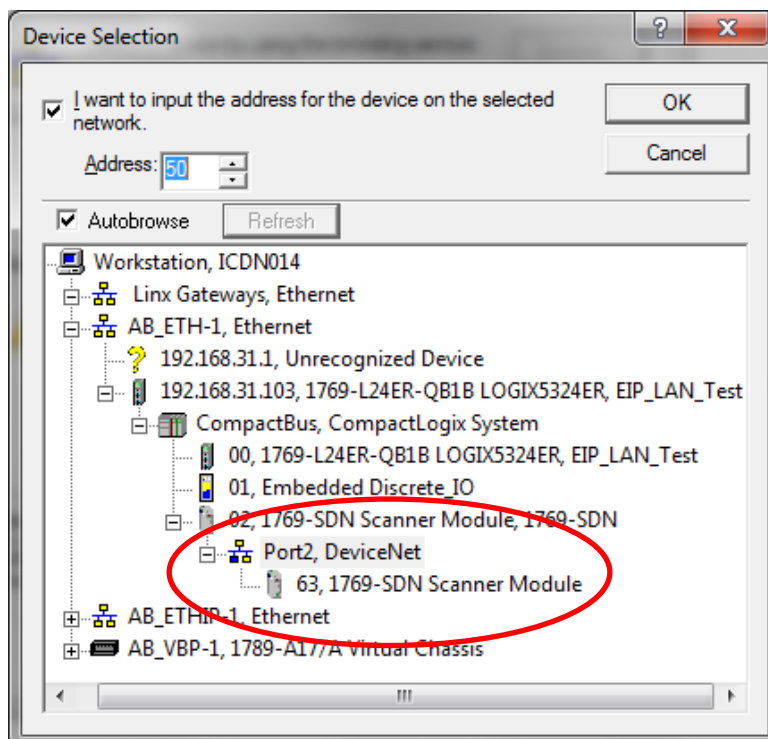 Device Selection
I want to input the address for the device on the selected
network.
OK
Address: 50
Cancel
Autobrowse
Refresh
Workstation, ICDN014
Linx Gateways, Ethernet
AB_ETH-1, Ethernet
192.168.31.1, Unrecognized Device
192.168.31.103, 1769-L24ER-QB1B LOGIX5324ER, EIP_LAN_Test
CompactBus, CompactLogix System
00, 1769-L24ER-QB1B LOGIX5324ER, EIP_LAN_Test
01, Embedded Discrete_IO
02, 1769-SDN Scanner Module, 1769-SDN
Port2, DeviceNet
63, 1769-SDN Scanner Module
AB_ETHIP-1, Ethernet
AB_VBP-1, 1789-A17/A Virtual Chassis